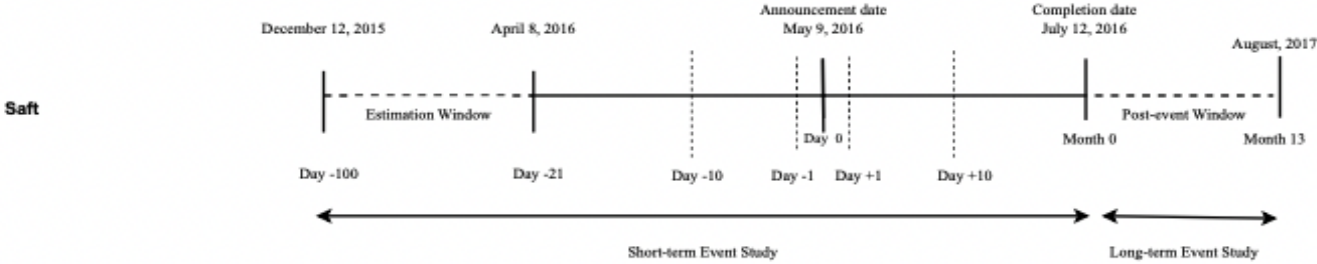 Announcement date
Completion date
December 12, 2015
April 8, 2016
May 9, 2016
July 12, 2016
August, 2017
Saft
Estimation Window
Post-event Window
Day 0
Month 0
Month 13
Day -100
Day -21
Day -10
Day -1
Day +1
Day +10
Short-term Event Study
Long-term Event Study